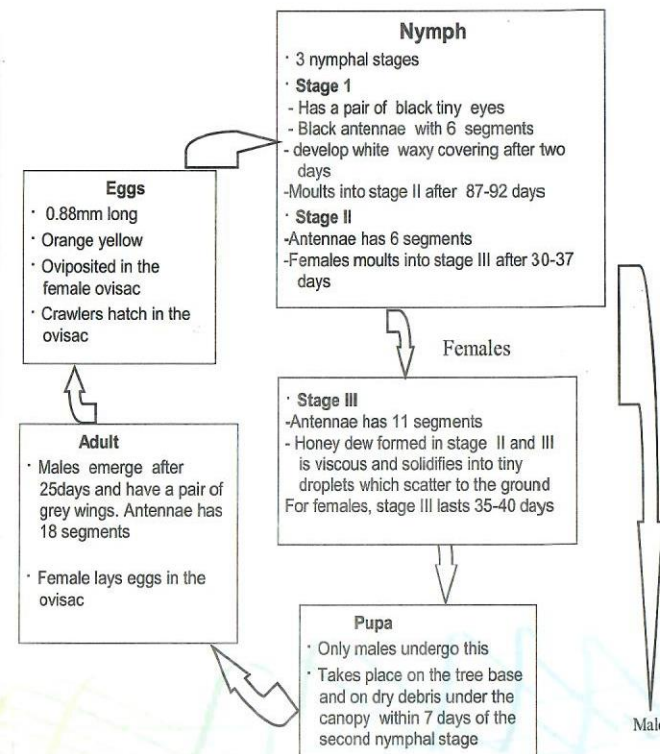 Nymph
· 3 nymphal stages
· Stage 1
- Has a pair of black tiny eyes
- Black antennae with 6 segments
- develop white waxy covering after two
days
-Moults into stage II after 87-92 days
· Stage II
-Antennae has 6 segments
-Females moults into stage III after 30-37
days
Eggs
· 0.88mm long
· Orange yellow
· Oviposited in the
female ovisac
· Crawlers hatch in the
ovisac
Females
· Stage III
-Antennae has 11 segments
- Honey dew formed in stage II and III
is viscous and solidifies into tiny
droplets which scatter to the ground
For females, stage III lasts 35-40 days
Adult
· Males emerge after
25days and have a pair of
grey wings. Antennae has
18 segments
· Female lays eggs in the
ovisac
Pupa
· Only males undergo this
· Takes place on the tree base
and on dry debris under the
canopy within 7 days of the
second nymphal stage
Male